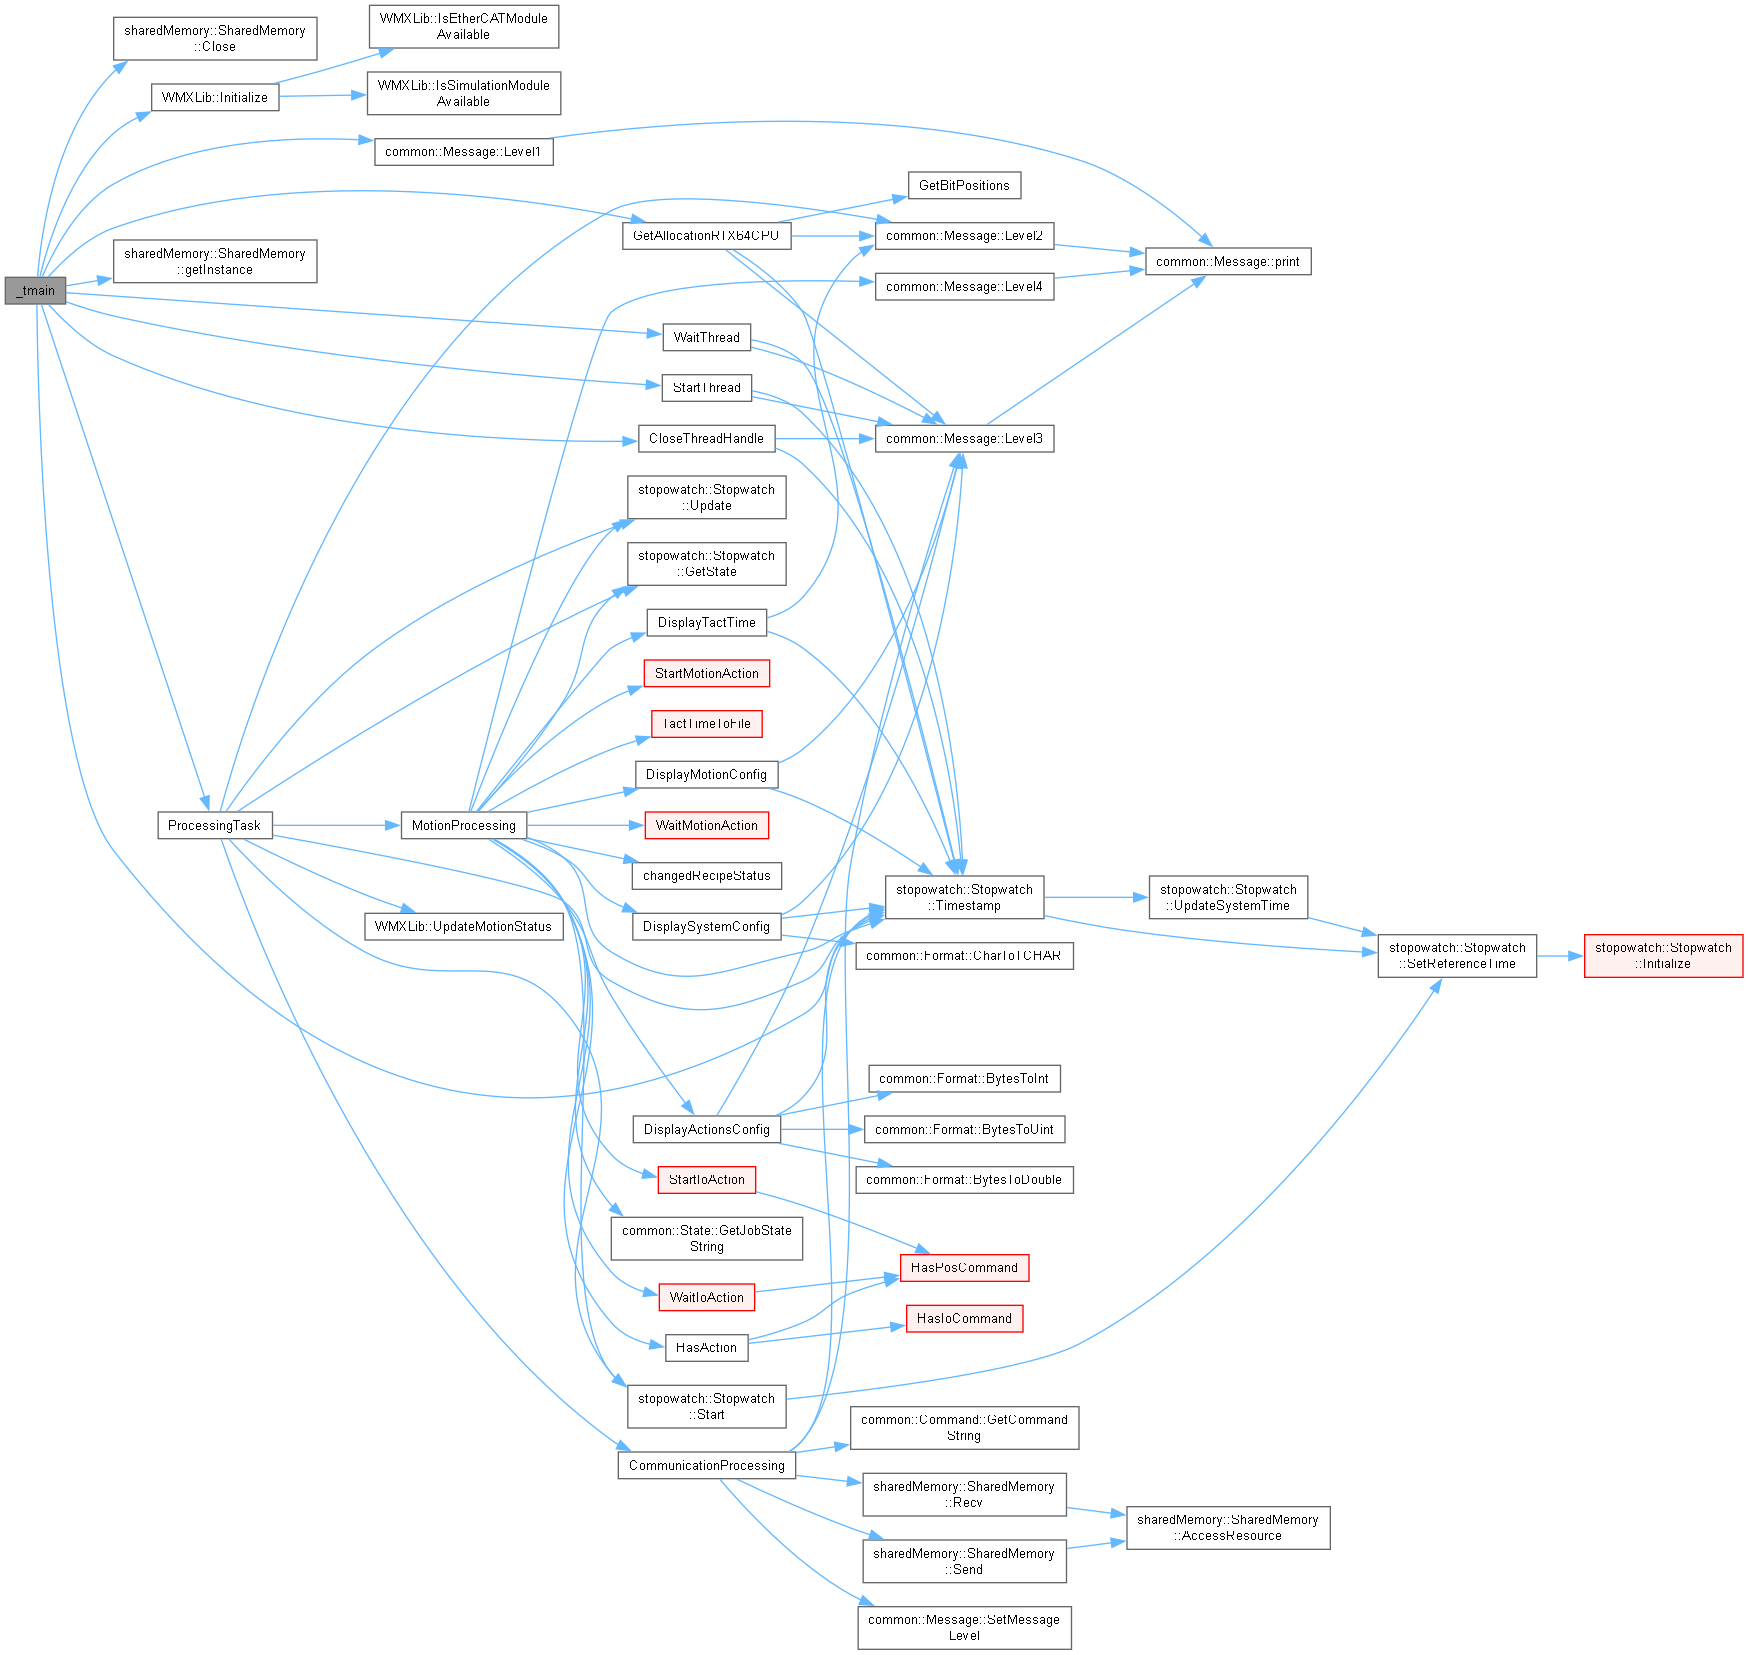 sharedMemory::SharedMemory
::Close
WMXLib::IsEtherCATModule
Available
WMXLib::Initialize
WMXLib::IsSimulationModule
Available
common::Message::Level1
GetBitPositions
GetAllocationRTX64CPU
common::Message::Level2
sharedMemory::SharedMemory
::getInstance
common::Message::print
_tmain
common::Message::Level4
WaitThread
StartThread
CloseThreadHandle
common::Message::Level3
stopowatch::Stopwatch
::Update
stopowatch::Stopwatch
::GetState
DisplayTactTime
StartMotionAction
TactTimeToFile
DisplayMotionConfig
ProcessingTask
MotionProcessing
WaitMotionAction
changedRecipeStatus
stopowatch::Stopwatch
::Timestamp
stopowatch::Stopwatch
::UpdateSystemTime
WMXLib::UpdateMotionStatus
DisplaySystemConfig
common::Format::CharToTCHAR
stopowatch::Stopwatch
::SetReferenceTime
stopowatch::Stopwatch
::Initialize
common::Format::BytesToInt
DisplayActionsConfig
common::Format::BytesToUint
common::Format::BytesToDouble
StartIoAction
common::State::GetJobState
String
HasPosCommand
WaitIoAction
HasIoCommand
HasAction
stopowatch::Stopwatch
::Start
common::Command::GetCommand
String
CommunicationProcessing
sharedMemory::SharedMemory
::Recv
sharedMemory::SharedMemory
::AccessResource
sharedMemory::SharedMemory
::Send
common::Message::SetMessage
Level